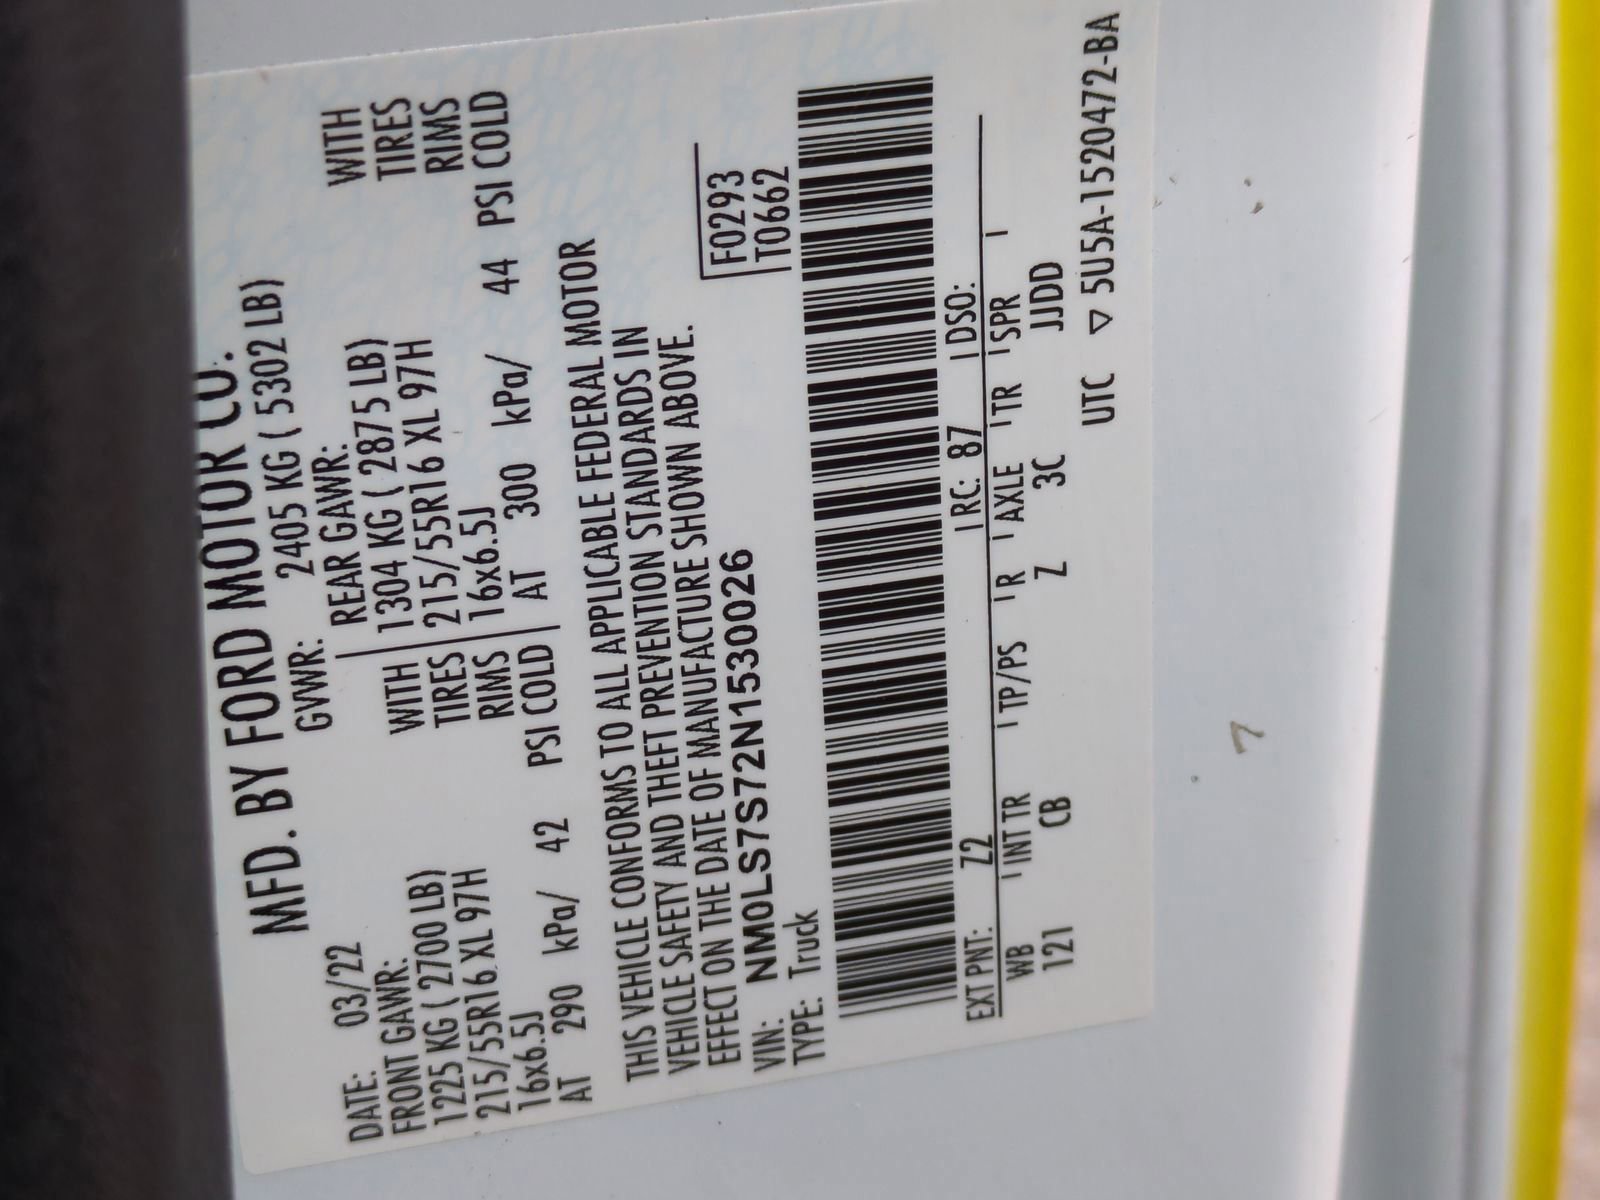 MFD. BY FORD MOTOR CO.
DATE: 03/22 GVWR: 2405 KG ( 5302 LB)
FRONT GAWR: REAR GAWR:
1225 KG ( 2700 LB) WITH 1304 KG ( 2875 LB) WITH
215/55R16 XL 97H TIRES 215/55R16 XL 97H TIRES
16x6.5J RIMS 16x6.5J RIMS
AT 290 kPa/ 42 PSI COLD AT 300 kPa/ 44 PSI COLD
THIS VEHICLE CONFORMS TO ALL APPLICABLE FEDERAL MOTOR
VEHICLE SAFETY AND THEFT PREVENTION STANDARDS IN
EFFECT ON THE DATE OF MANUFACTURE SHOWN ABOVE.
VIN: NM0LS7S72N1530026 F0293
TYPE: Truck T0662
EXT PNT: Z2 RC: 87 DSO:
WB INT TR TP/PS R AXLE TR SPR
121 CB Z 3C JJDD
UTC ▽ 5U5A-1520472-BA
7